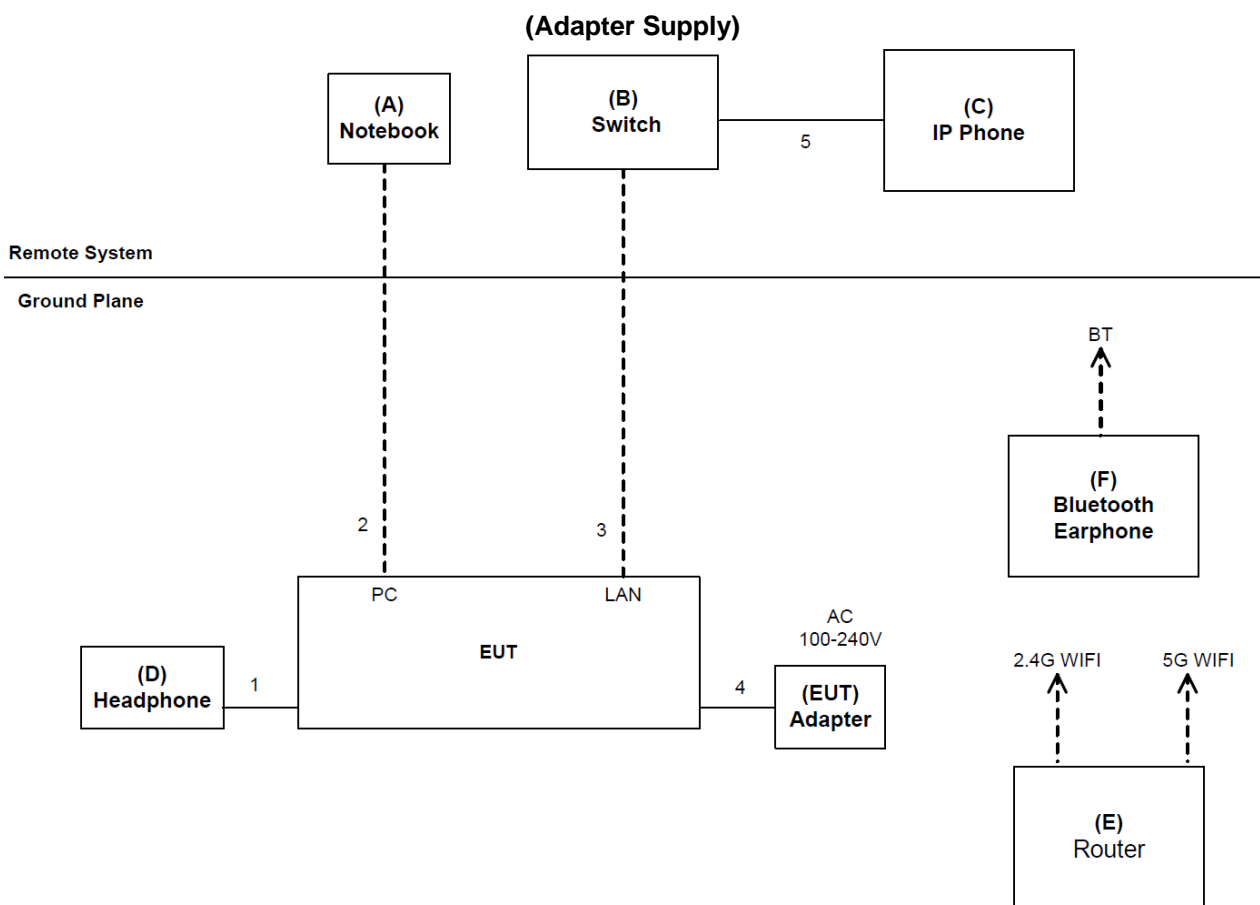 (Adapter Supply)
(A)
Notebook
(B)
Switch
5
(C)
IP Phone
Remote System
Ground Plane
BT
(F)
Bluetooth
Earphone
2
3
PC
LAN
EUT
AC
100-240V
(D)
Headphone
1
4
(EUT)
Adapter
2.4G WIFI
5G WIFI
(E)
Router